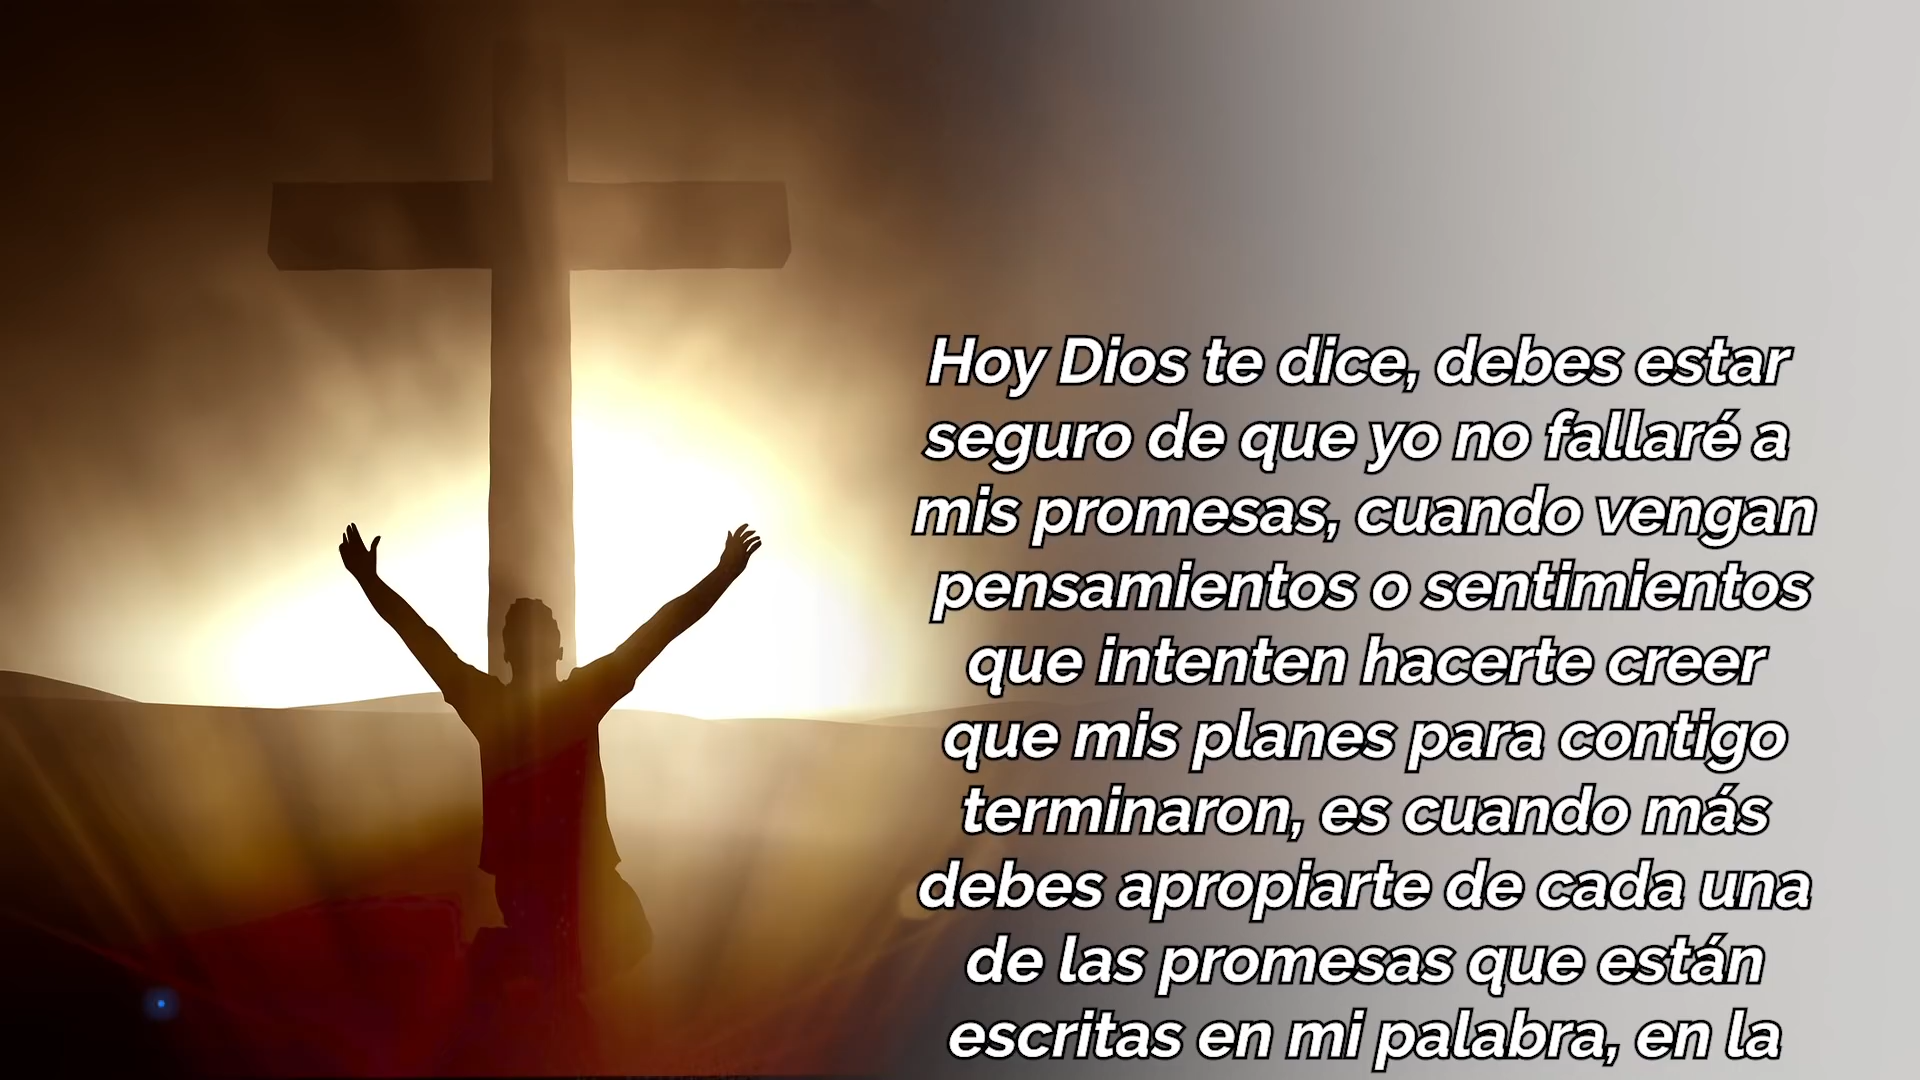 Hoy Dios te dice, debes estar
seguro de que yo no fallaré a
mis promesas, cuando vengan
pensamientos o sentimientos
que intenten hacerte creer
que mis planes para contigo
terminaron, es cuando más
debes apropiarte de cada una
de las promesas que están
escritas en mi palabra, en la